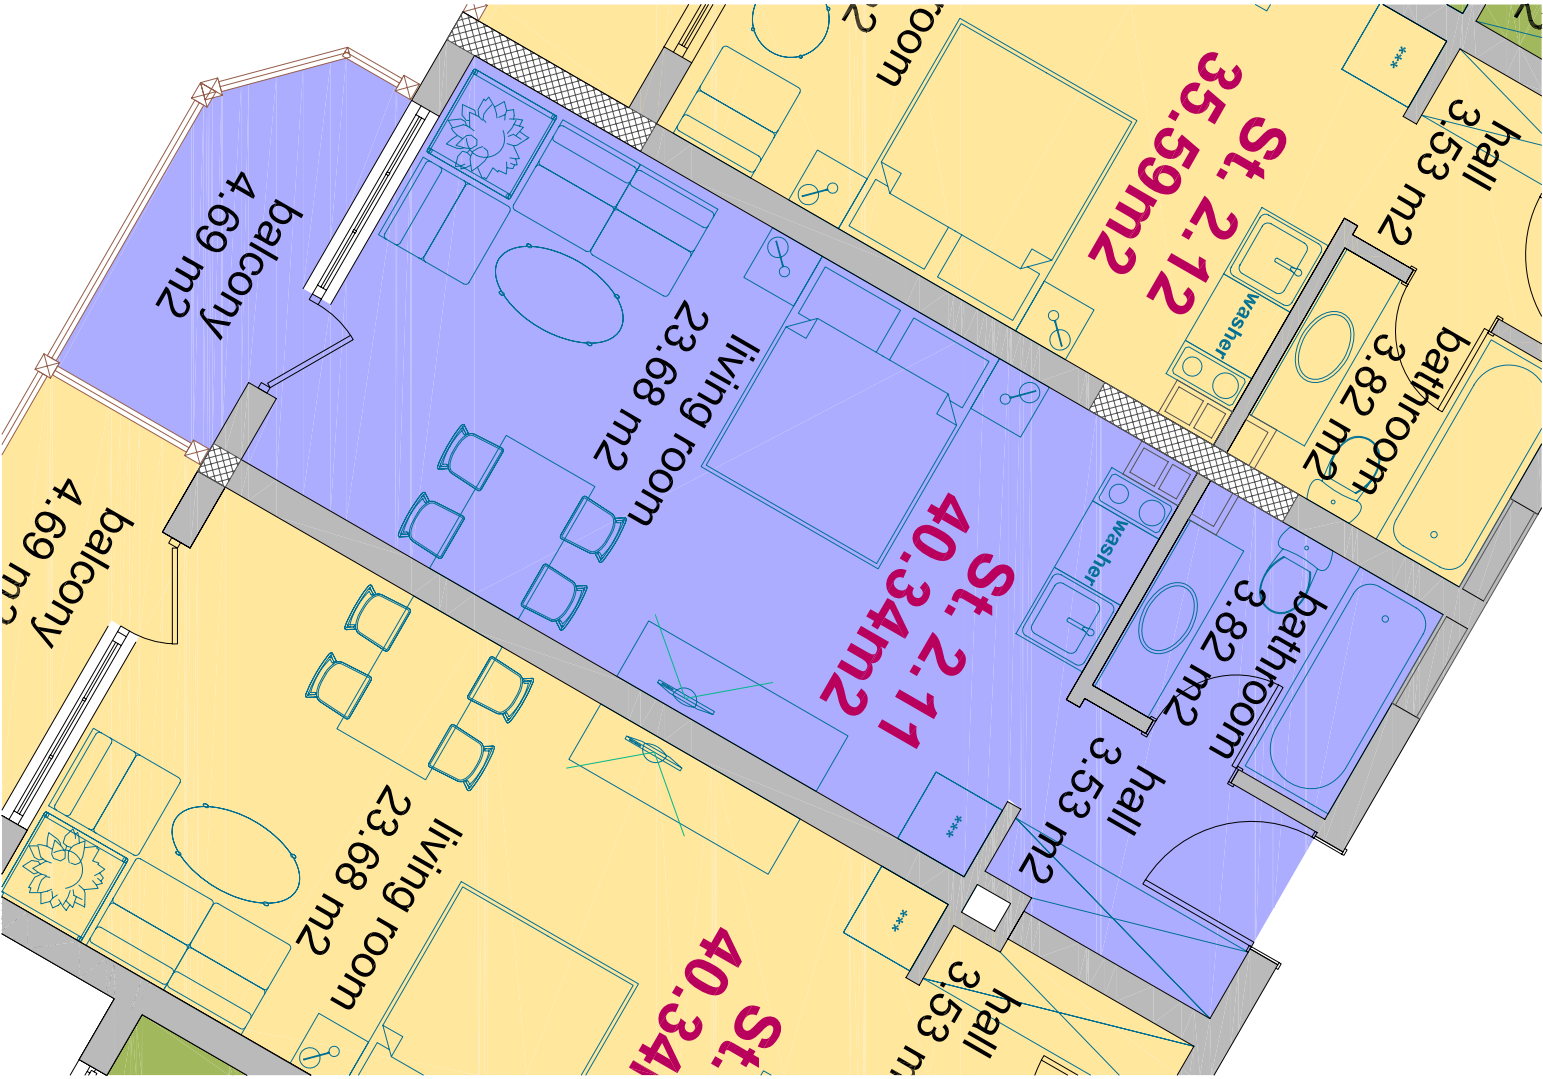 room
St. 2.12
35.59m2
hall
3.53 m2
washer
bathroom
3.82 m2
balcony
4.69 m2
living room
23.68 m2
St. 2.11
40.34m2
washer
bathroom
3.82 m2
hall
3.53 m2
balcony
4.69 m2
living room
23.68 m2
St.
40.34
hall
3.53 m
***
***
***